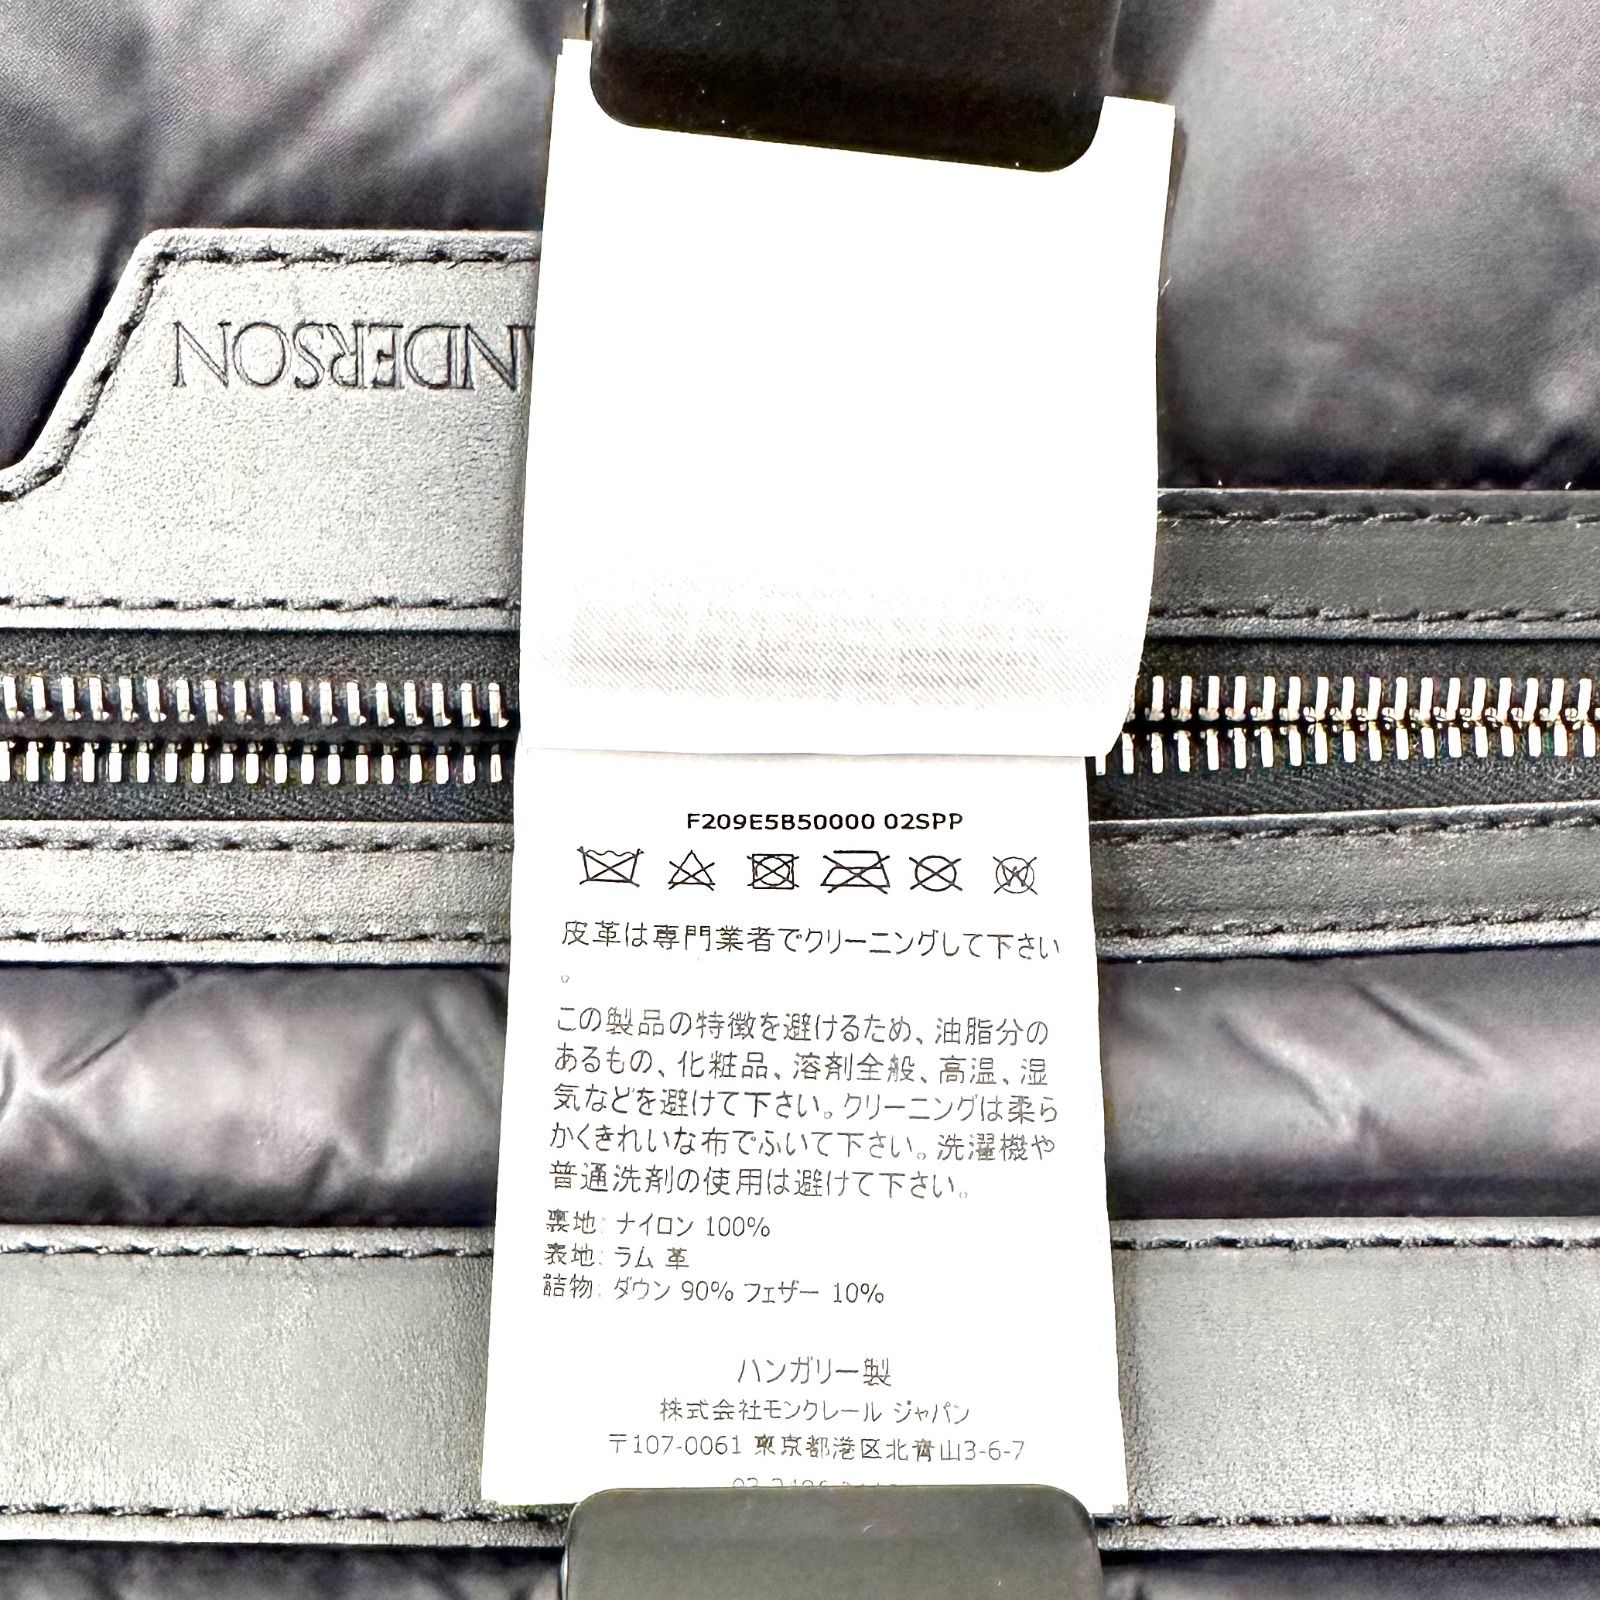 ANDERSON
F209E5B50000 02SPP
皮革は専門業者でクリーニングして下さい
。
この製品の特徴を避けるため、油脂分の
あるもの、化粧品、溶剤全般、高温、湿
気などを避けて下さい。クリーニングは柔ら
かくきれいな布でふいて下さい。洗濯機や
普通洗剤の使用は避けて下さい。
裏地: ナイロン 100%
表地: ラム 革
詰物: ダウン 90% フェザー 10%
ハンガリー製
株式会社モンクレール ジャパン
〒107-0061 東京都港区北青山3-6-7